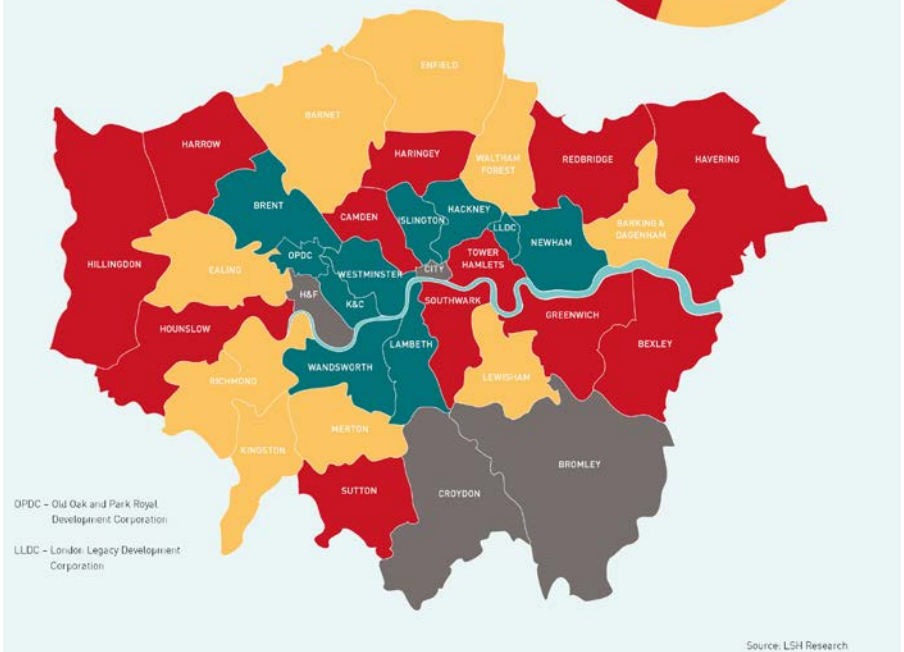 ENFIELD
BARNET
HARROW
HARINGEY
WALTHAM
FOREST
REDBRIDGE
HAVERING
BRENT
CAMDEN
ISLINGTON
HACKNEY
LLDC
NEWHAM
BARKING &
DAGENHAM
HILLINGDON
EALING
OPDC
WESTMINSTER
CITY
TOWER
HAMLETS
H&F
K&C
SOUTHWARK
GREENWICH
HOUNSLOW
BEXLEY
LAMBETH
WANDSWORTH
RICHMOND
LEWISHAM
MERTON
KINGSTON
BROMLEY
SUTTON
CROYDON
OPDC – Old Oak and Park Royal
Development Corporation
LLDC – London Legacy Development
Corporation
Source: LSH Research